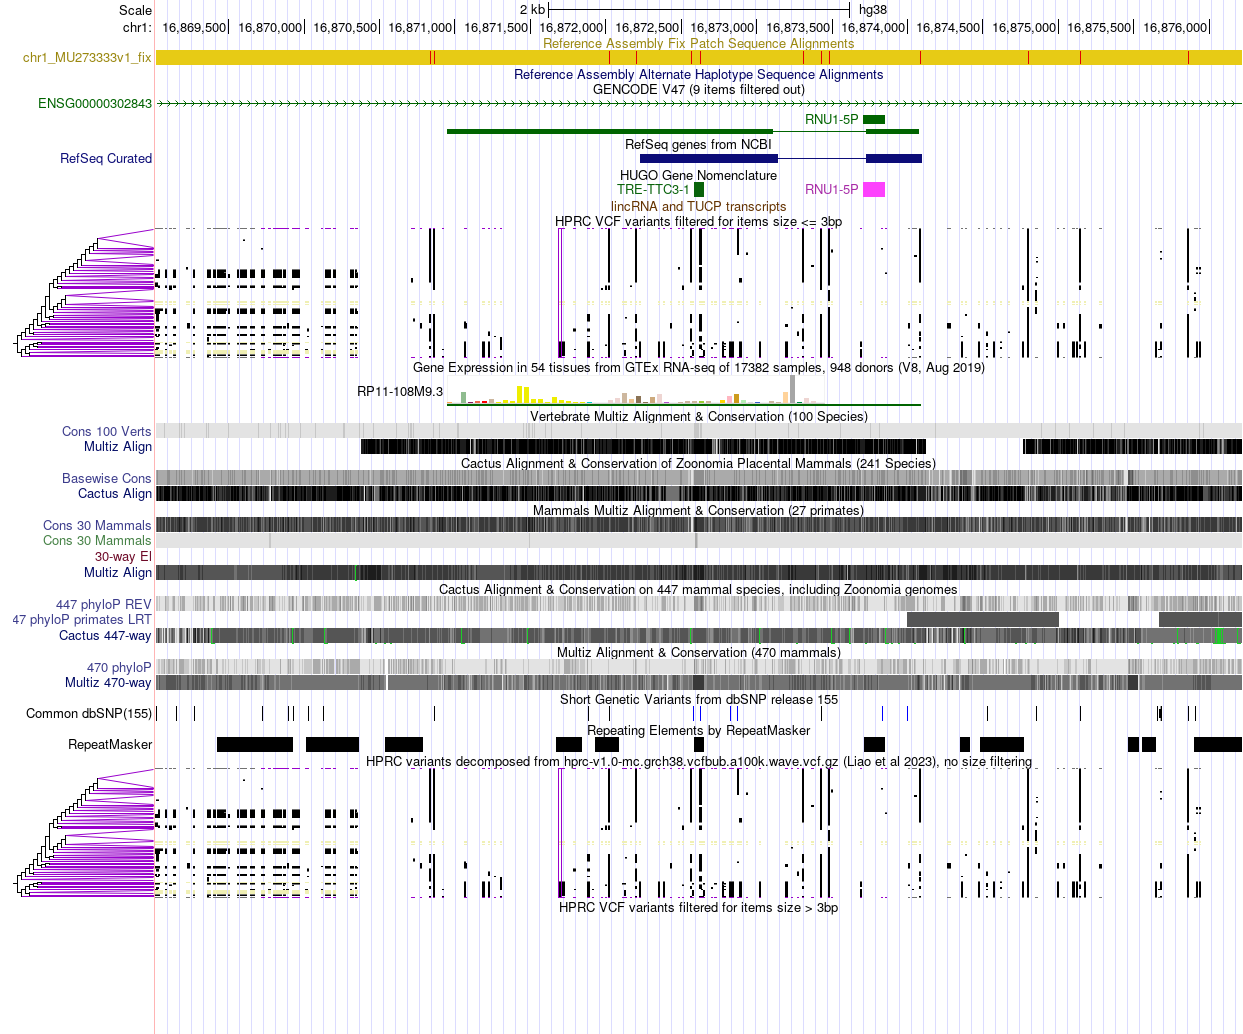 Scale 2 kb hg38
chr1: 16,869,500 16,870,000 16,870,500 16,871,000 16,871,500 16,872,000 16,872,500 16,873,000 16,873,500 16,874,000 16,874,500 16,875,000 16,875,500 16,876,000
Reference Assembly Fix Patch Sequence Alignments
chr1_MU273333v1_fix
Reference Assembly Alternate Haplotype Sequence Alignments
GENCODE V47 (9 items filtered out)
ENSG00000302843
RNU1-5P
RefSeq genes from NCBI
RefSeq Curated
HUGO Gene Nomenclature
TRE-TTC3-1 RNU1-5P
lincRNA and TUCP transcripts
HPRC VCF variants filtered for items size <= 3bp
Gene Expression in 54 tissues from GTEx RNA-seq of 17382 samples, 948 donors (V8, Aug 2019)
RP11-108M9.3
Vertebrate Multiz Alignment & Conservation (100 Species)
Cons 100 Verts
Multiz Align
Cactus Alignment & Conservation of Zoonomia Placental Mammals (241 Species)
Basewise Cons
Cactus Align
Mammals Multiz Alignment & Conservation (27 primates)
Cons 30 Mammals
Cons 30 Mammals
30-way El
Multiz Align
Cactus Alignment & Conservation on 447 mammal species, including Zoonomia genomes
447 phyloP REV
47 phyloP primates LRT
Cactus 447-way
Multiz Alignment & Conservation (470 mammals)
470 phyloP
Multiz 470-way
Short Genetic Variants from dbSNP release 155
Common dbSNP(155)
Repeating Elements by RepeatMasker
RepeatMasker
HPRC variants decomposed from hprc-v1.0-mc.grch38.vcfbub.a100k.wave.vcf.gz (Liao et al 2023), no size filtering
HPRC VCF variants filtered for items size > 3bp